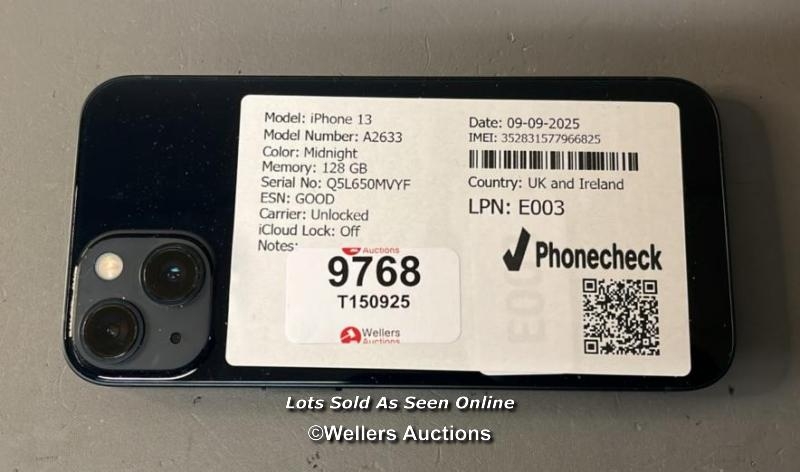 Model: iPhone 13
Model Number: A2633
Color: Midnight
Memory: 128 GB
Serial No: Q5L650MVYF
ESN: GOOD
Carrier: Unlocked
iCloud Lock: Off
Notes:
Date: 09-09-2025
IMEI: 352831577966825
Country: UK and Ireland
LPN: E003
Phonecheck
Auctions
9768
T150925
Wellers
Auctions
Lots Sold As Seen Online
©Wellers Auctions